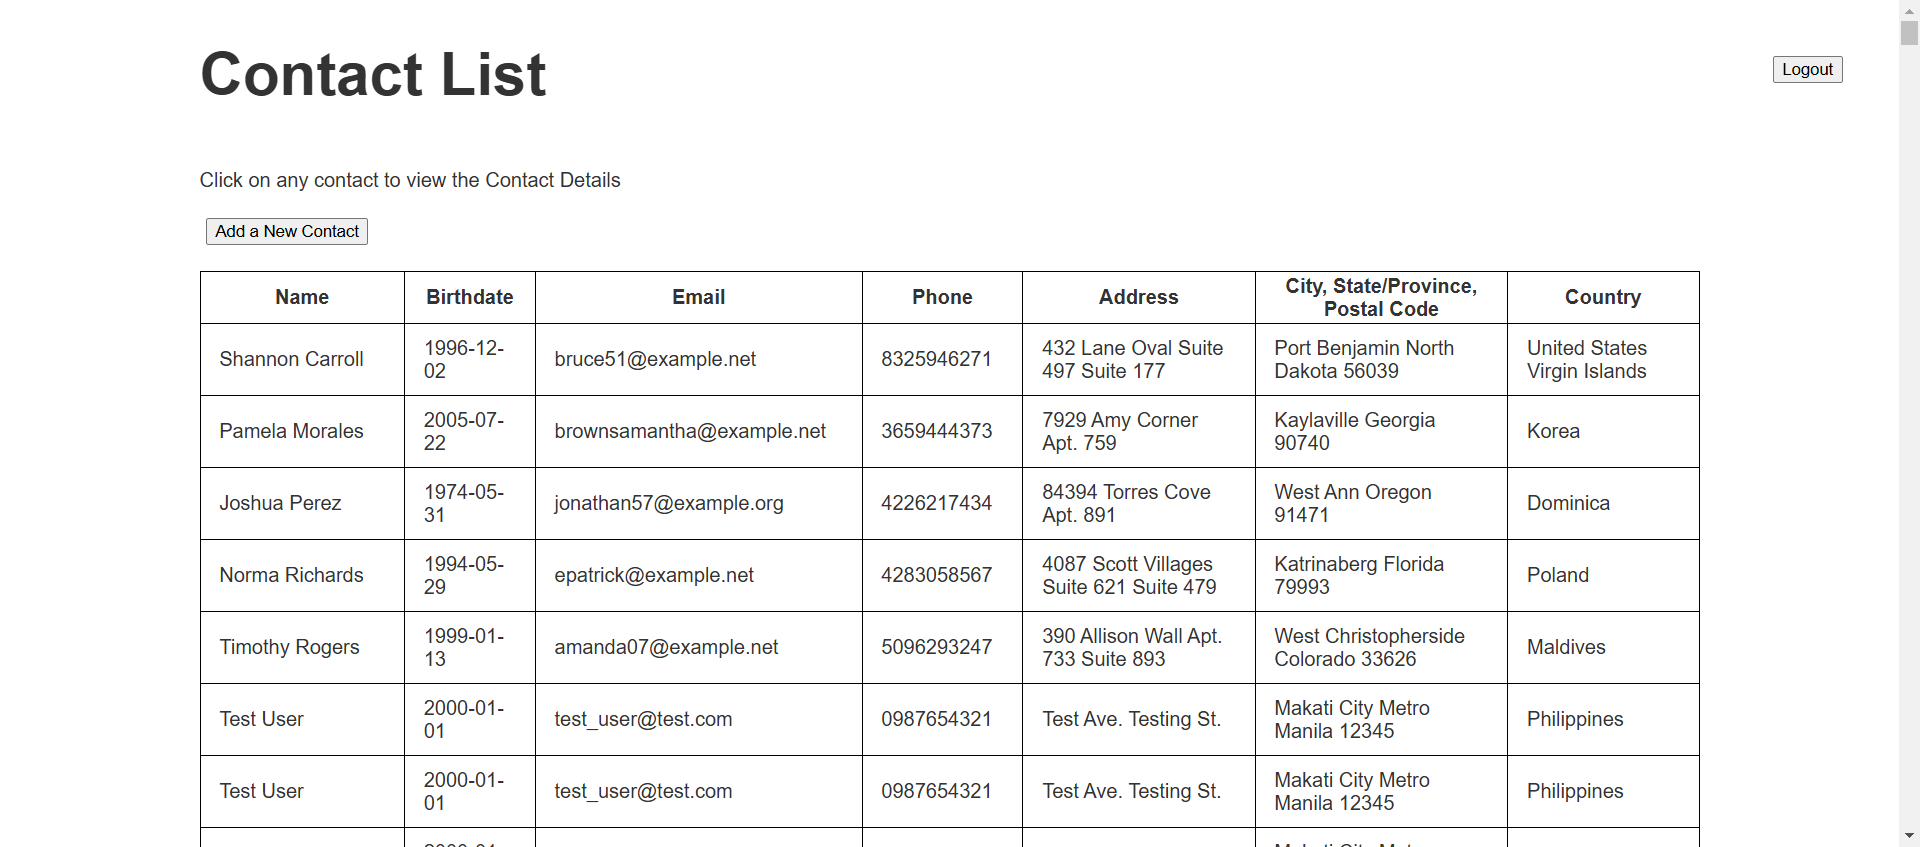 Contact List
Logout
Click on any contact to view the Contact Details
Add a New Contact
Name Birthdate Email Phone Address City, State/Province, Postal Code Country
Shannon Carroll 1996-12-02 bruce51@example.net 8325946271 432 Lane Oval Suite 497 Suite 177 Port Benjamin North Dakota 56039 United States Virgin Islands
Pamela Morales 2005-07-22 brownsamantha@example.net 3659444373 7929 Amy Corner Apt. 759 Kaylaville Georgia 90740 Korea
Joshua Perez 1974-05-31 jonathan57@example.org 4226217434 84394 Torres Cove Apt. 891 West Ann Oregon 91471 Dominica
Norma Richards 1994-05-29 epatrick@example.net 4283058567 4087 Scott Villages Suite 621 Suite 479 Katrinaberg Florida 79993 Poland
Timothy Rogers 1999-01-13 amanda07@example.net 5096293247 390 Allison Wall Apt. 733 Suite 893 West Christopherside Colorado 33626 Maldives
Test User 2000-01-01 test_user@test.com 0987654321 Test Ave. Testing St. Makati City Metro Manila 12345 Philippines
Test User 2000-01-01 test_user@test.com 0987654321 Test Ave. Testing St. Makati City Metro Manila 12345 Philippines